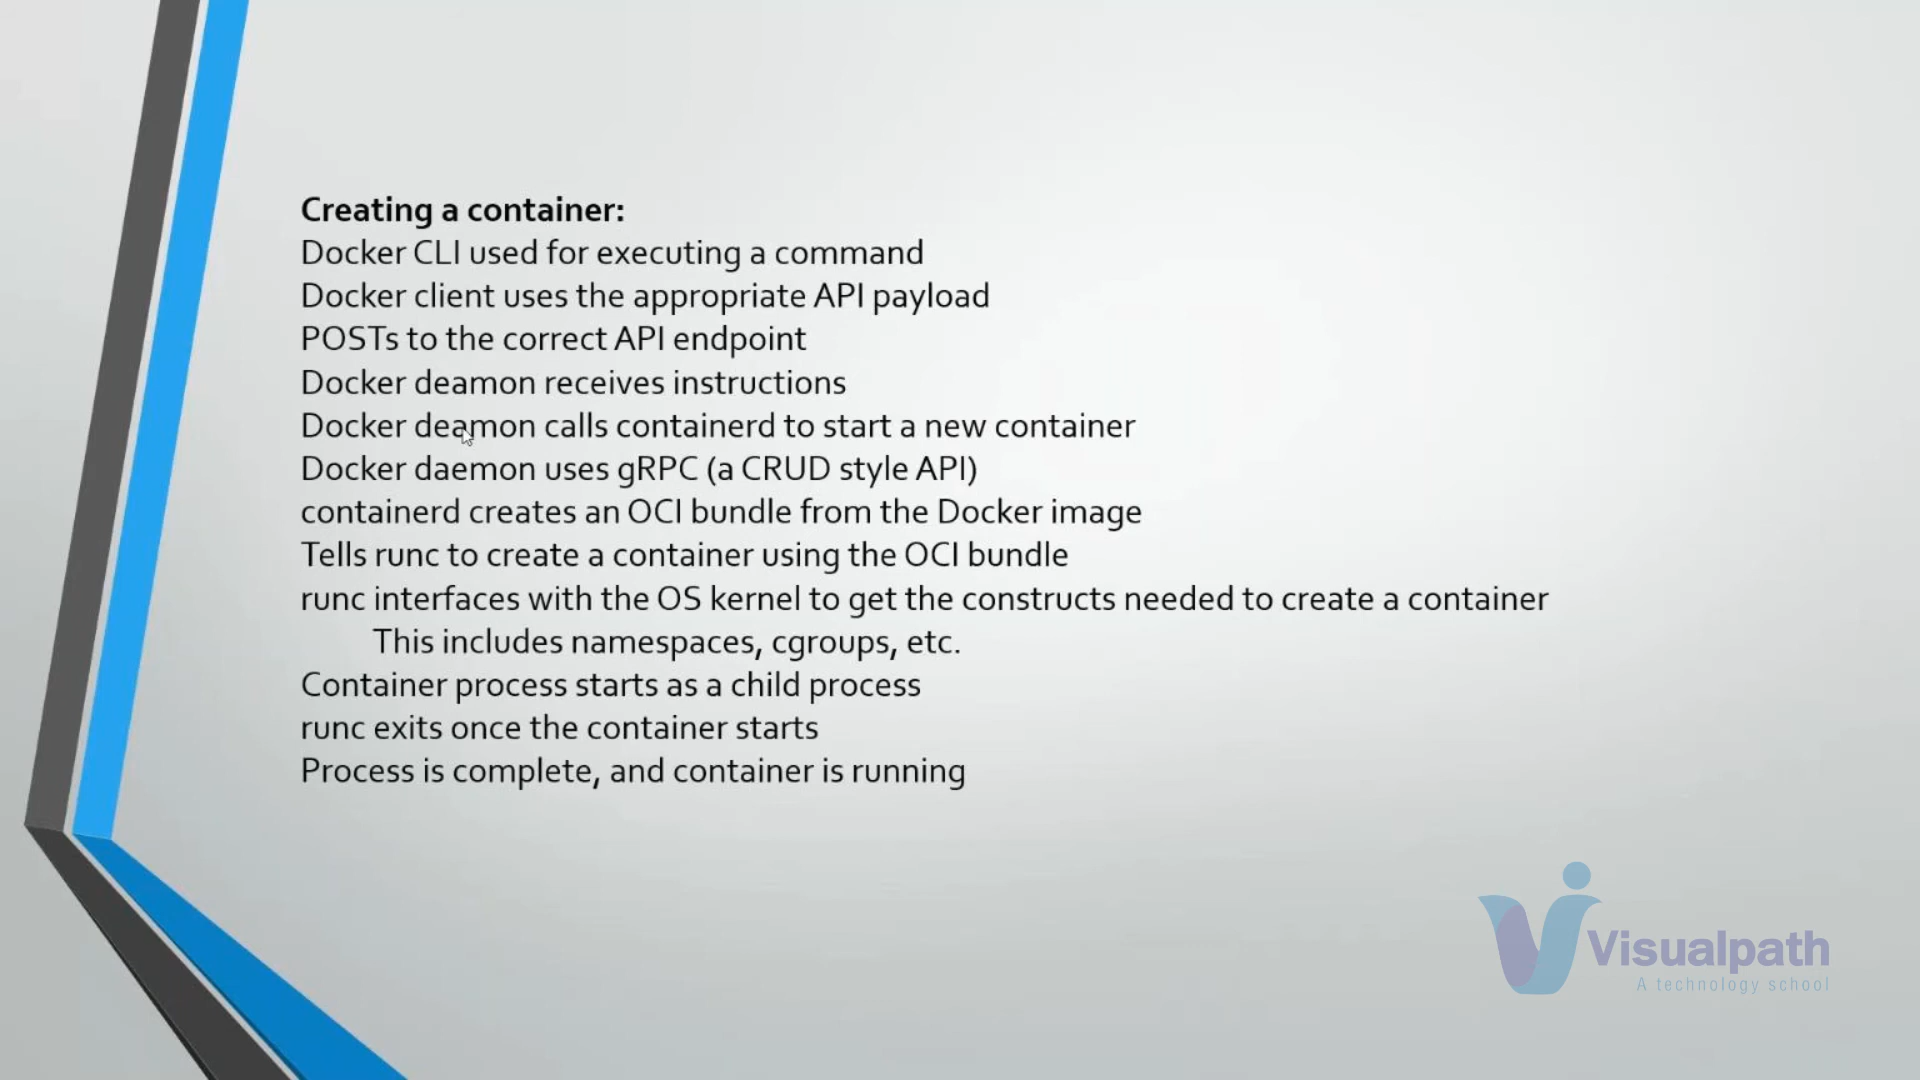 Creating a container:
Docker CLI used for executing a command
Docker client uses the appropriate API payload
POSTs to the correct API endpoint
Docker deamon receives instructions
Docker deamon calls containerd to start a new container
Docker daemon uses gRPC (a CRUD style API)
containerd creates an OCI bundle from the Docker image
Tells runc to create a container using the OCI bundle
runc interfaces with the OS kernel to get the constructs needed to create a container
This includes namespaces, cgroups, etc.
Container process starts as a child process
runc exits once the container starts
Process is complete, and container is running
Visualpath
A technology school